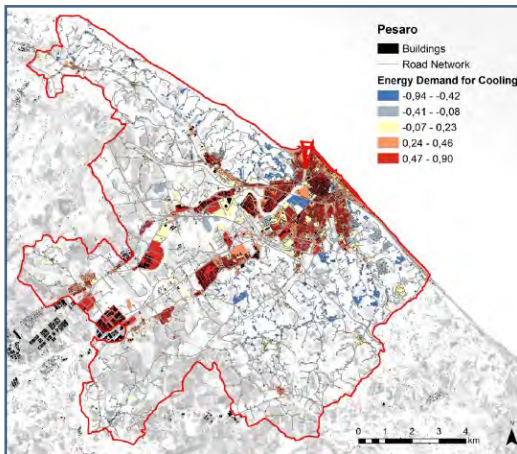 Pesaro
Buildings
Road Network
Energy Demand for Cooling
-0,94 - -0,42
-0,41 - -0,08
-0,07 - 0,23
0,24 - 0,46
0,47 - 0,90
0 1 2 3 4
km